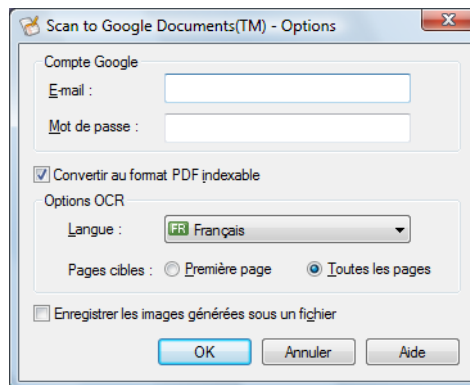 Scan to Google Documents(TM) - Options
Compte Google
E-mail :
Mot de passe :
Convertir au format PDF indexable
Options OCR
Langue : FR Français
Pages cibles : Première page Toutes les pages
Enregistrer les images générées sous un fichier
OK Annuler Aide